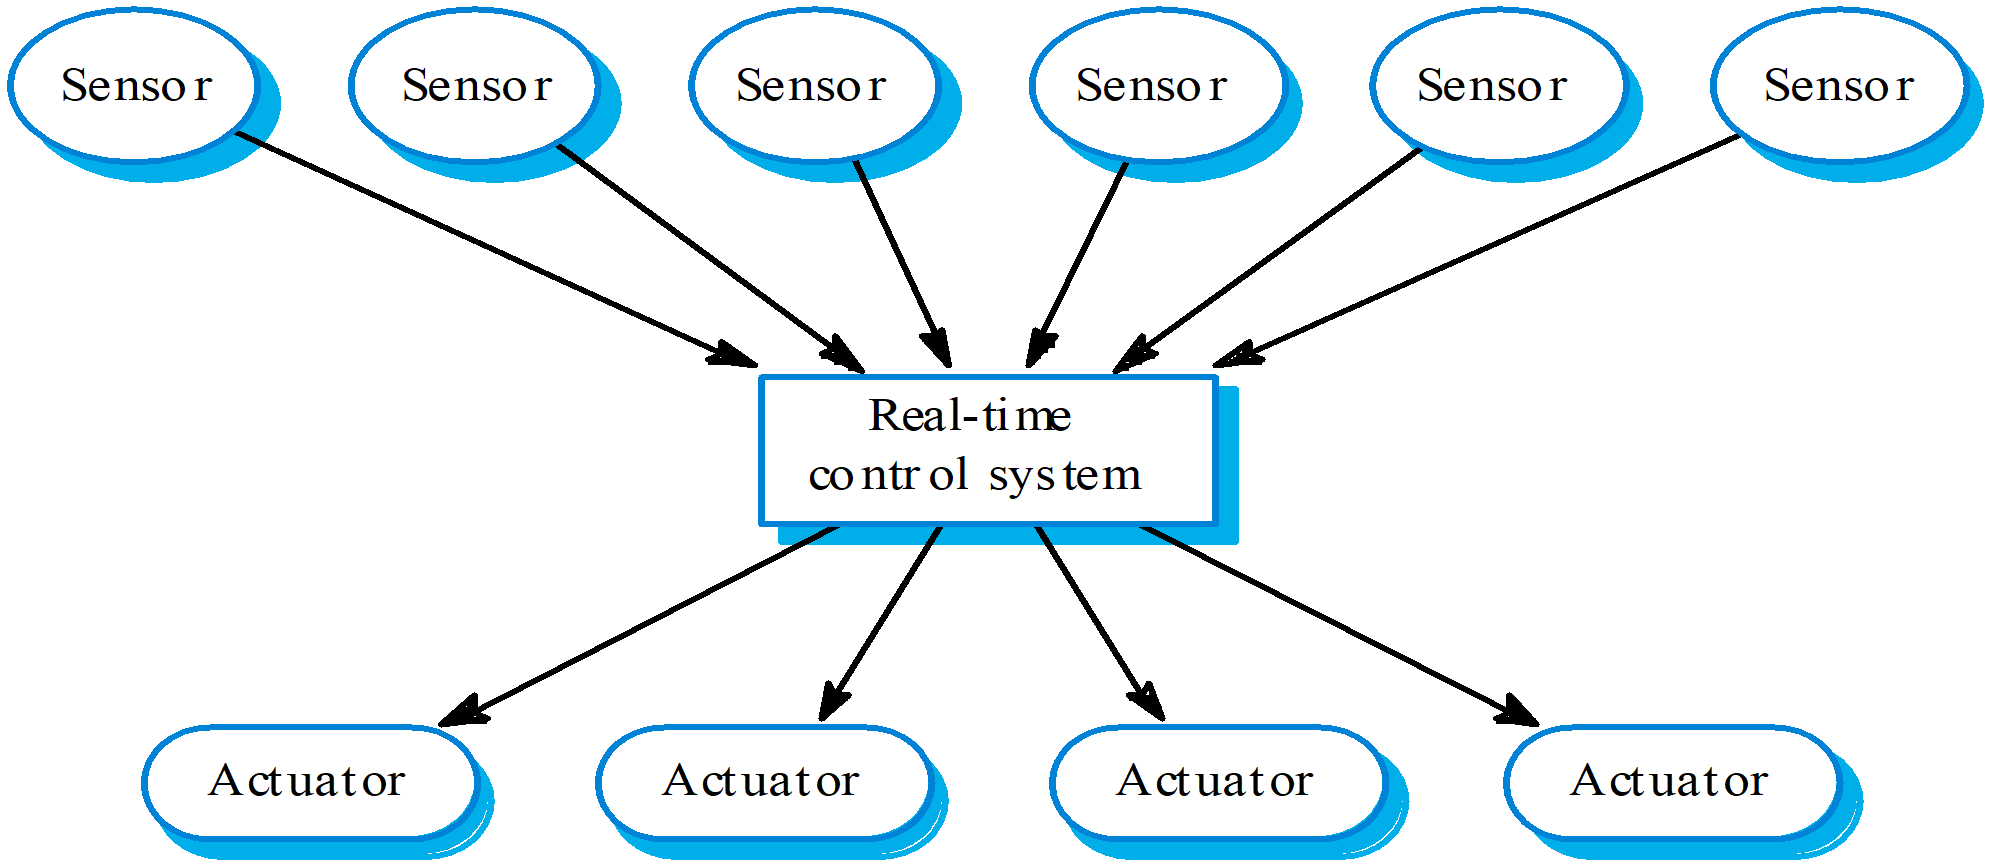 Sensor
Sensor
Sensor
Sensor
Sensor
Sensor
Real-time
control system
Actuator
Actuator
Actuator
Actuator